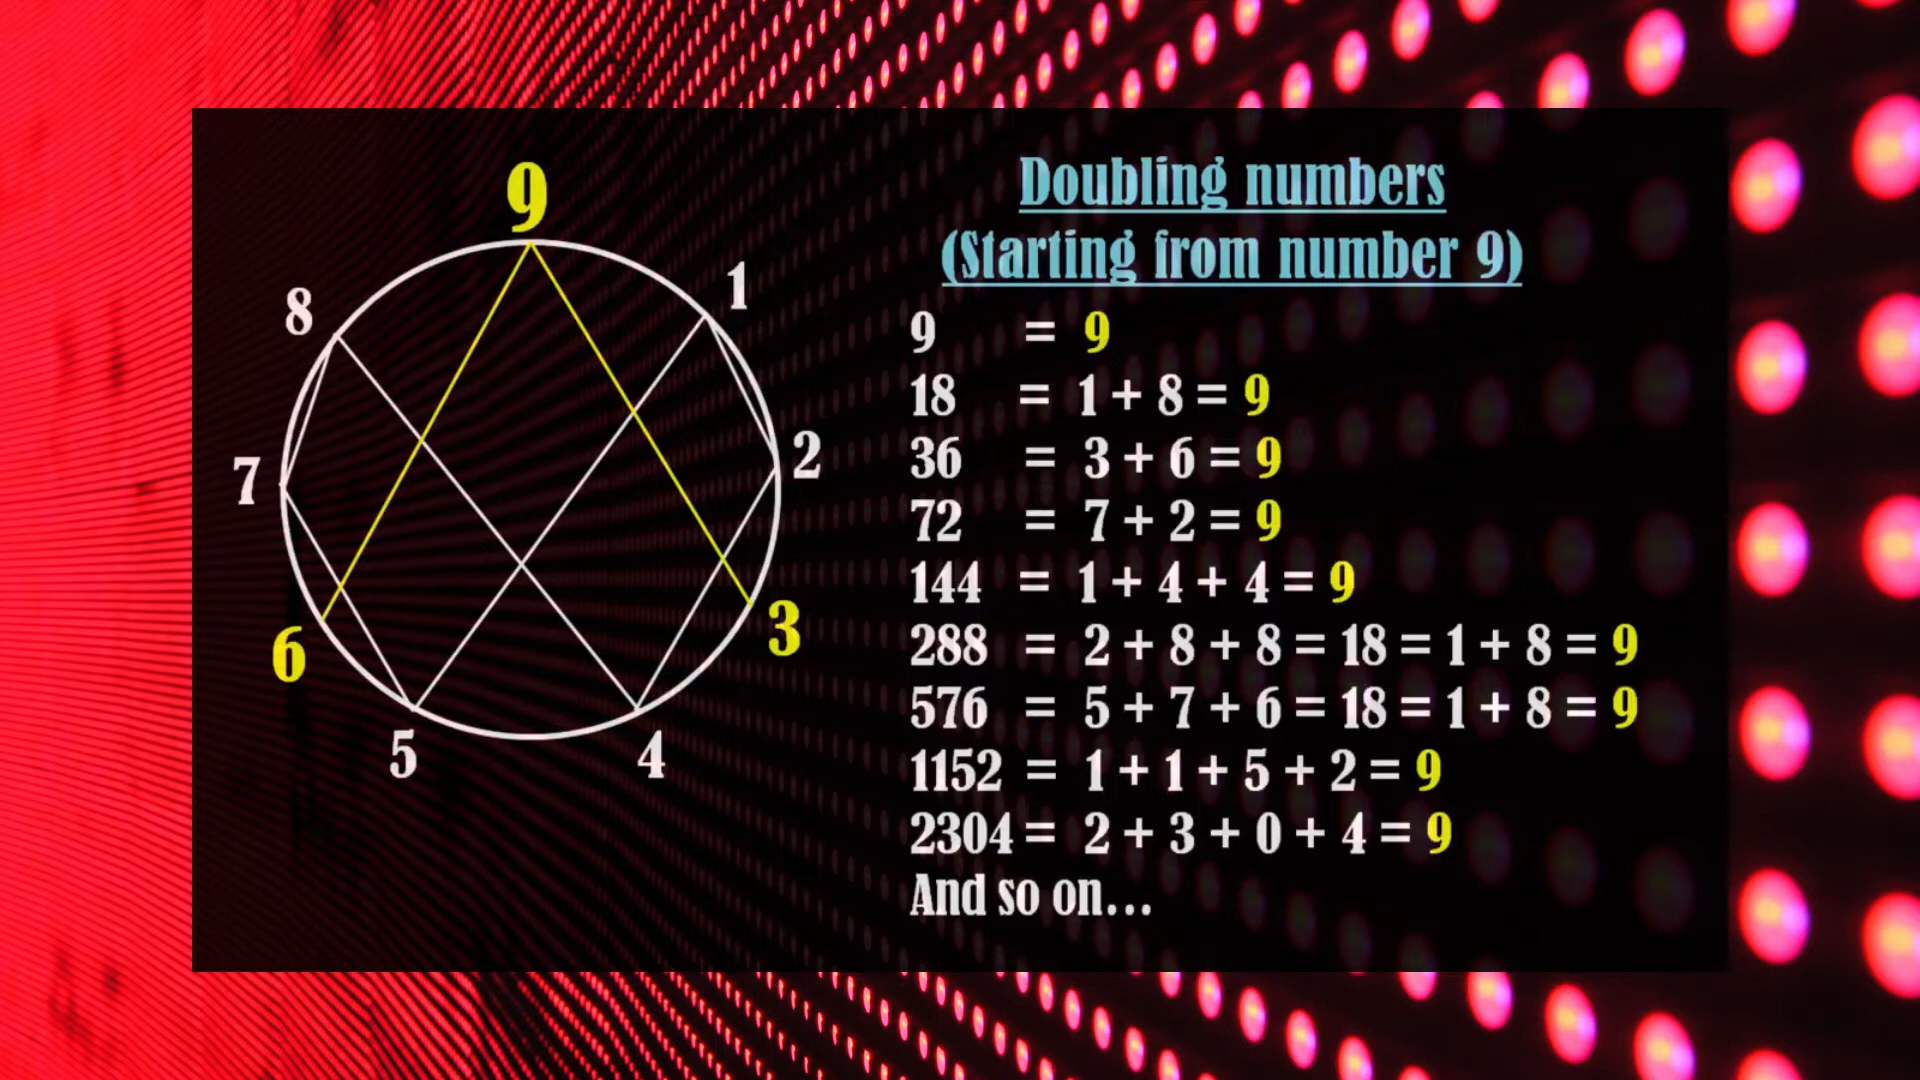 9
8
1
7
2
6
3
5
4
Doubling numbers
(Starting from number 9)
9 = 9
18 = 1 + 8 = 9
36 = 3 + 6 = 9
72 = 7 + 2 = 9
144 = 1 + 4 + 4 = 9
288 = 2 + 8 + 8 = 18 = 1 + 8 = 9
576 = 5 + 7 + 6 = 18 = 1 + 8 = 9
1152 = 1 + 1 + 5 + 2 = 9
2304 = 2 + 3 + 0 + 4 = 9
And so on...